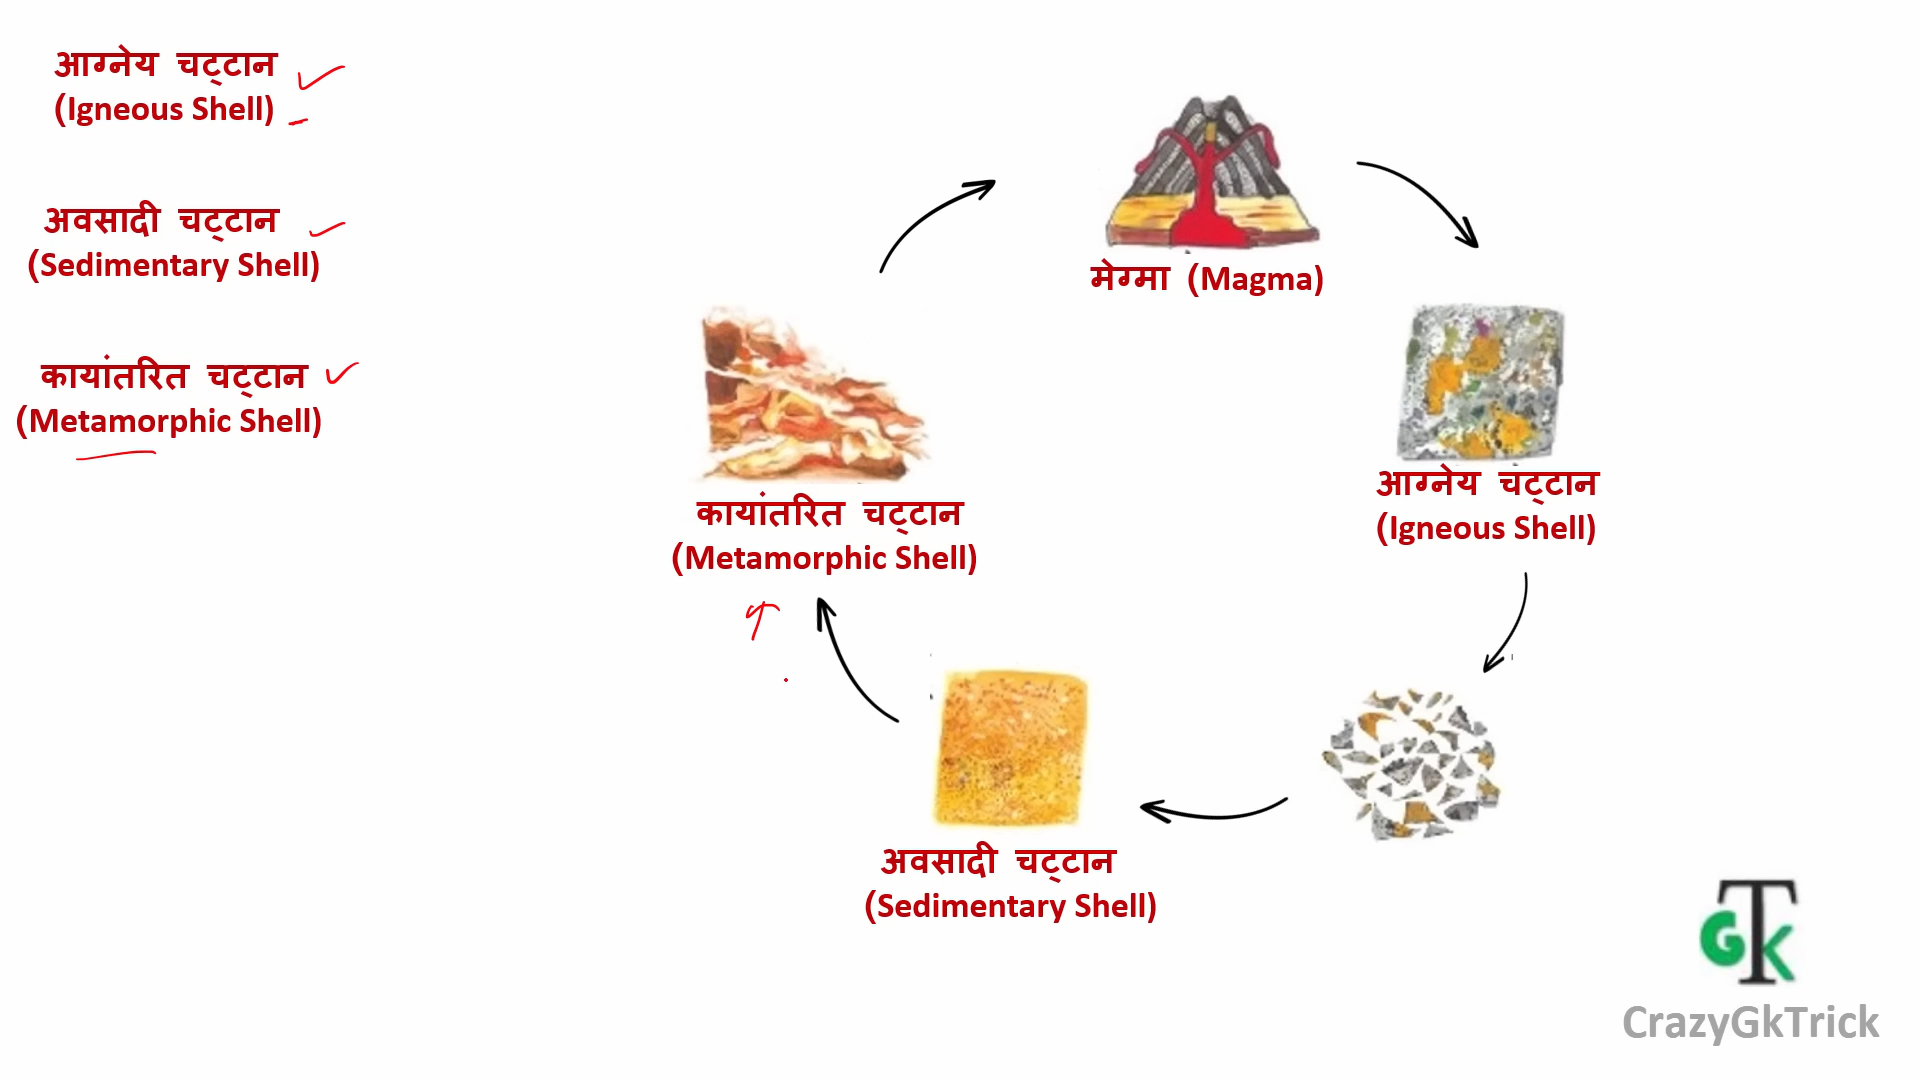 आग्नेय चट्टान
(Igneous Shell)
अवसादी चट्टान
(Sedimentary Shell)
कायांतरित चट्टान
(Metamorphic Shell)
मेग्मा (Magma)
आग्नेय चट्टान
(Igneous Shell)
कायांतरित चट्टान
(Metamorphic Shell)
अवसादी चट्टान
(Sedimentary Shell)
GTK
CrazyGkTrick